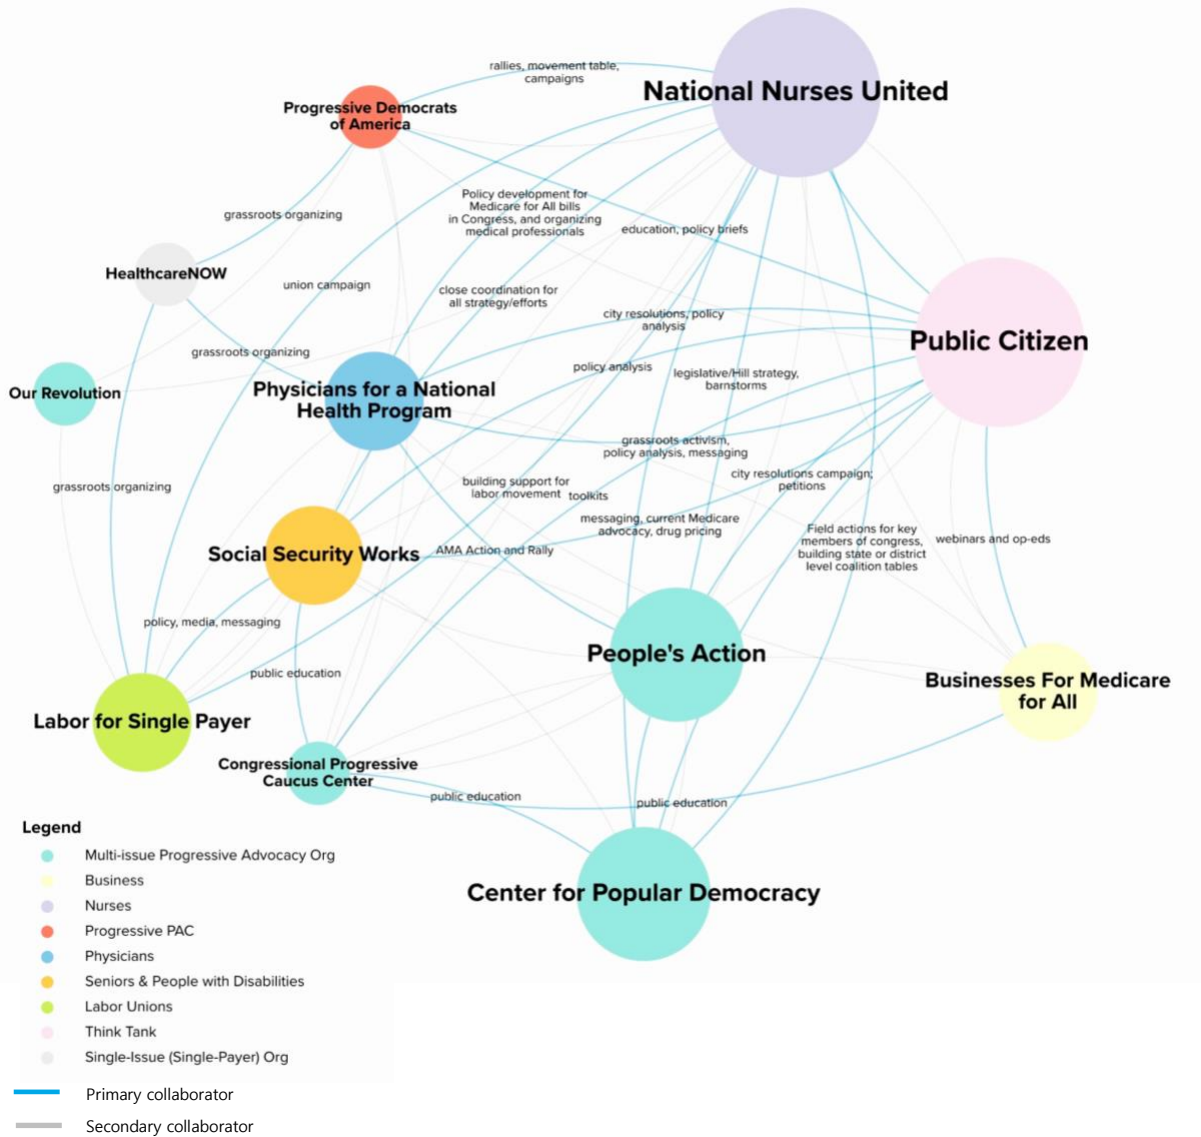 rallies, movement table,
campaigns
National Nurses United
Progressive Democrats
of America
Policy development for
Medicare for All bills
in Congress, and organizing
medical professionals
grassroots organizing
education, policy briefs
HealthcareNOW
union campaign
close coordination for
all strategy/efforts
city resolutions, policy
analysis
Public Citizen
grassroots organizing
policy analysis
legislative/Hill strategy,
barnstorms
Our Revolution
Physicians for a National
Health Program
grassroots activism,
policy analysis, messaging
grassroots organizing
building support for
labor movement
toolkits
city resolutions campaign;
petitions
messaging, current Medicare
advocacy, drug pricing
Field actions for key
members of congress,
building state or district
level coalition tables
webinars and op-eds
Social Security Works
AMA Action and Rally
policy, media, messaging
People's Action
public education
Businesses For Medicare
for All
Labor for Single Payer
Congressional Progressive
Caucus Center
public education
public education
Center for Popular Democracy
Legend
Multi-issue Progressive Advocacy Org
Business
Nurses
Progressive PAC
Physicians
Seniors & People with Disabilities
Labor Unions
Think Tank
Single-Issue (Single-Payer) Org
Primary collaborator
Secondary collaborator